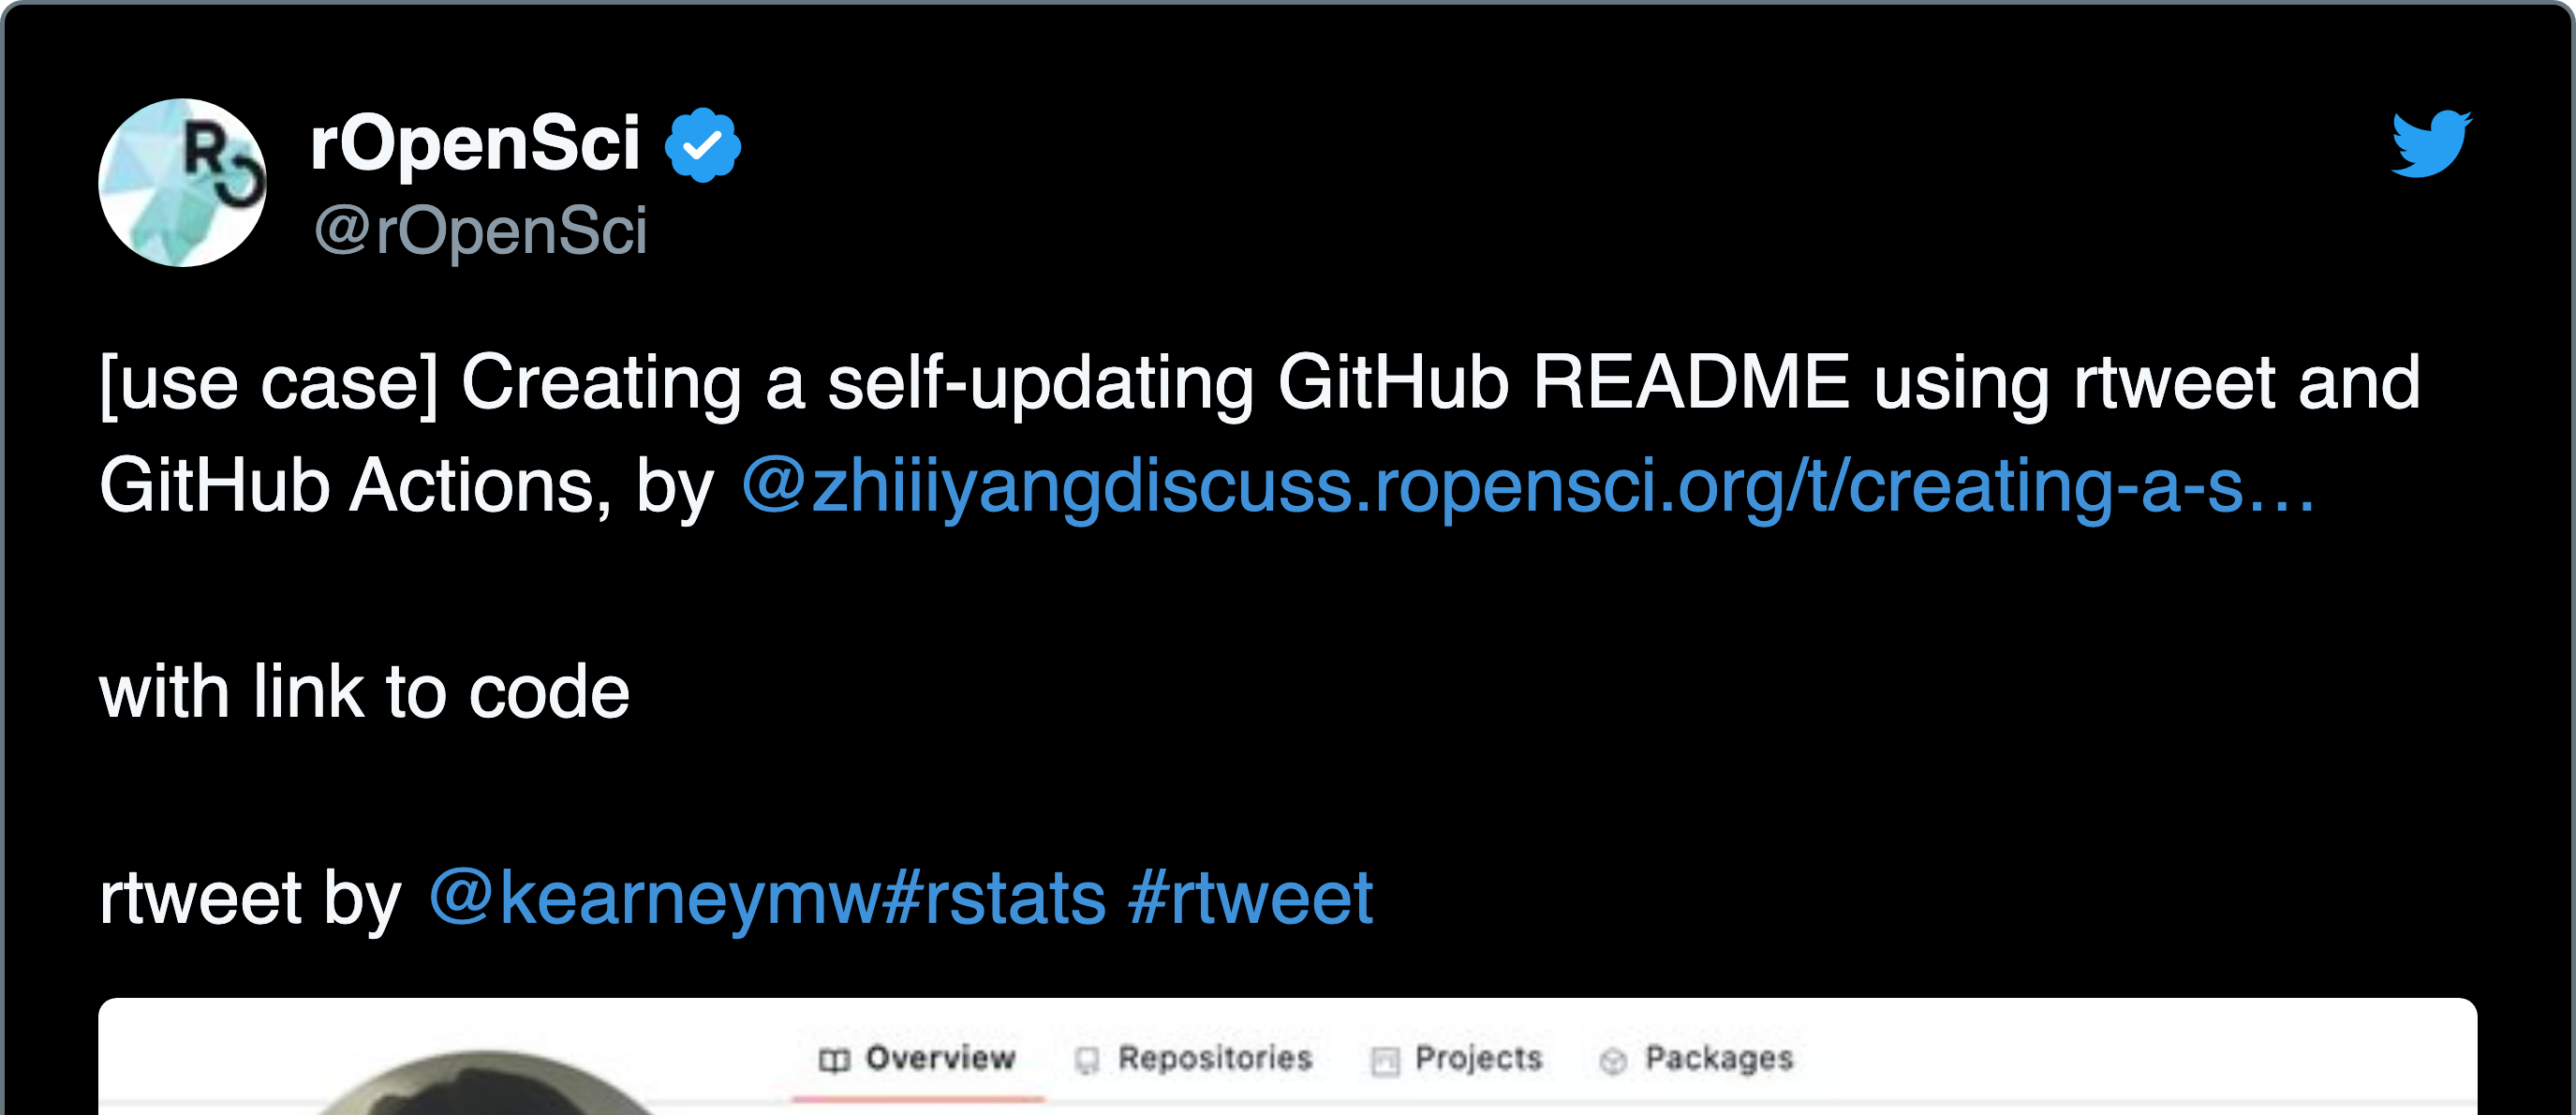 rOpenSci
@rOpenSci
[use case] Creating a self-updating GitHub README using rtweet and
GitHub Actions, by @zhiiiyangdiscuss.ropensci.org/t/creating-a-s…
with link to code
rtweet by @kearneymw#rstats #rtweet
Overview Repositories Projects Packages